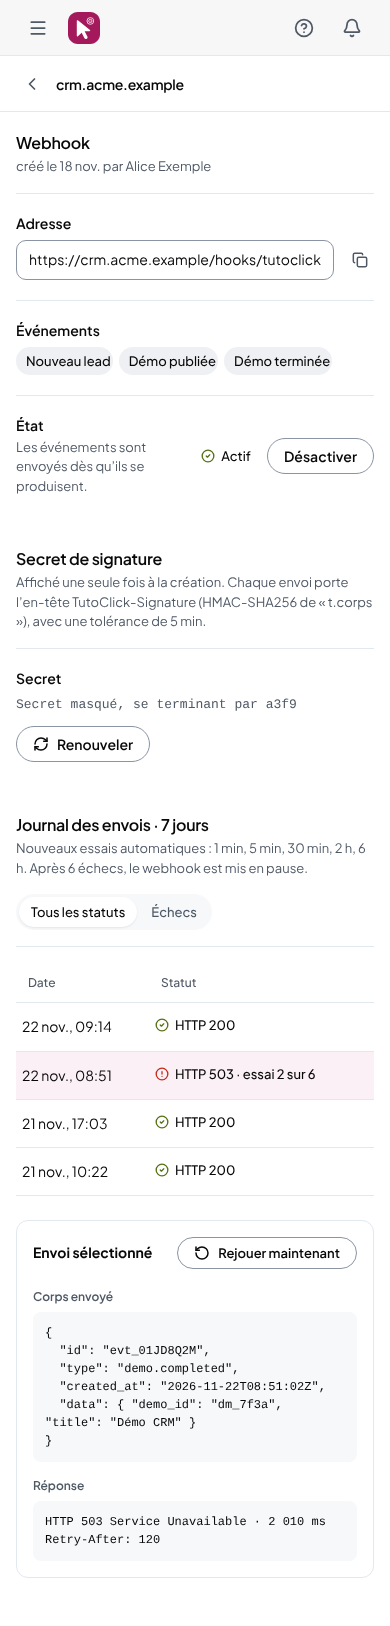 crm.acme.example
Webhook
créé le 18 nov. par Alice Exemple
Adresse
https://crm.acme.example/hooks/tutoclick
Événements
Nouveau lead Démo publiée Démo terminée
État
Les événements sont
envoyés dès qu'ils se
produisent.
Actif Désactiver
Secret de signature
Affiché une seule fois à la création. Chaque envoi porte
l'en-tête TutoClick-Signature (HMAC-SHA256 de « t.corps
»), avec une tolérance de 5 min.
Secret
Secret masqué, se terminant par a3f9
Renouveler
Journal des envois · 7 jours
Nouveaux essais automatiques : 1 min, 5 min, 30 min, 2 h, 6
h. Après 6 échecs, le webhook est mis en pause.
Tous les statuts Échecs
Date Statut
22 nov., 09:14 HTTP 200
22 nov., 08:51 HTTP 503 · essai 2 sur 6
21 nov., 17:03 HTTP 200
21 nov., 10:22 HTTP 200
Envoi sélectionné Rejouer maintenant
Corps envoyé
{
  "id": "evt_01JD8Q2M",
  "type": "demo.completed",
  "created_at": "2026-11-22T08:51:02Z",
  "data": { "demo_id": "dm_7f3a",
"title": "Démo CRM" }
}
Réponse
HTTP 503 Service Unavailable · 2 010 ms
Retry-After: 120